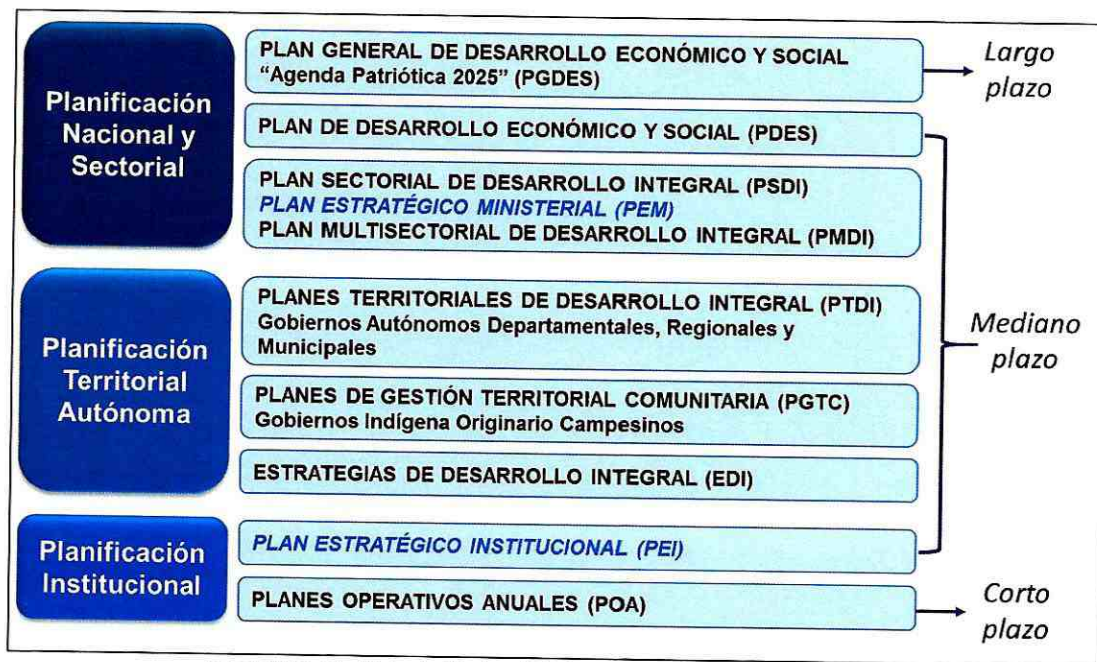 Planificación
Nacional y
Sectorial
PLAN GENERAL DE DESARROLLO ECONÓMICO Y SOCIAL
“Agenda Patriótica 2025” (PGDES)
Largo
plazo
PLAN DE DESARROLLO ECONÓMICO Y SOCIAL (PDES)
PLAN SECTORIAL DE DESARROLLO INTEGRAL (PSDI)
PLAN ESTRATÉGICO MINISTERIAL (PEM)
PLAN MULTISECTORIAL DE DESARROLLO INTEGRAL (PMDI)
Planificación
Territorial
Autónoma
PLANES TERRITORIALES DE DESARROLLO INTEGRAL (PTDI)
Gobiernos Autónomos Departamentales, Regionales y
Municipales
Mediano
plazo
PLANES DE GESTIÓN TERRITORIAL COMUNITARIA (PGTC)
Gobiernos Indígena Originario Campesinos
ESTRATEGIAS DE DESARROLLO INTEGRAL (EDI)
Planificación
Institucional
PLAN ESTRATÉGICO INSTITUCIONAL (PEI)
PLANES OPERATIVOS ANUALES (POA)
Corto
plazo